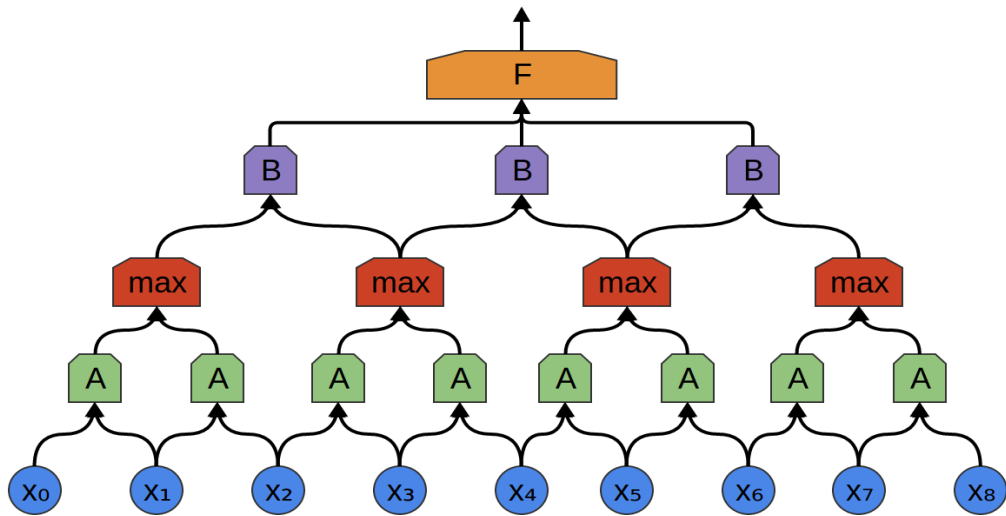 F
B B B
max max max max
A A A A A A A A
x₀ x₁ x₂ x₃ x₄ x₅ x₆ x₇ x₈